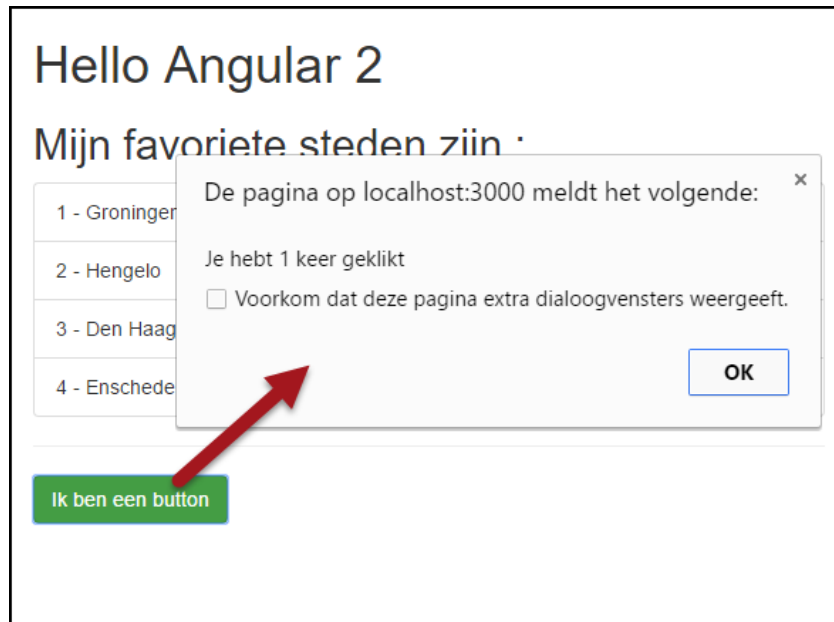 Hello Angular 2
Mijn favoriete steden zijn :
De pagina op localhost:3000 meldt het volgende:
×
1 - Groningen
Je hebt 1 keer geklikt
2 - Hengelo
Voorkom dat deze pagina extra dialoogvensters weergeeft.
3 - Den Haag
OK
4 - Enschede
Ik ben een button